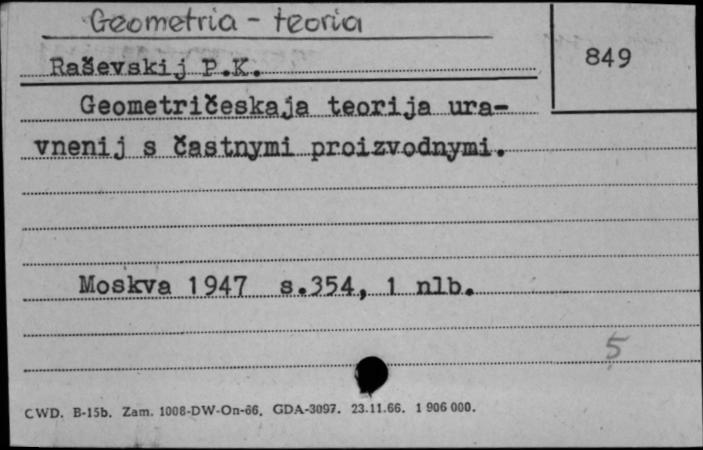 Geometria - teoria
849
Raševskij P.K.
Geometričeskaja teorija ura-
vnenij s častnymi proizvodnymi.
Moskva 1947 s.354, 1 nlb.
5
CWD. B-15b. Zam. 1008-DW-On-66. GDA-3097. 23.11.66. 1 906 000.